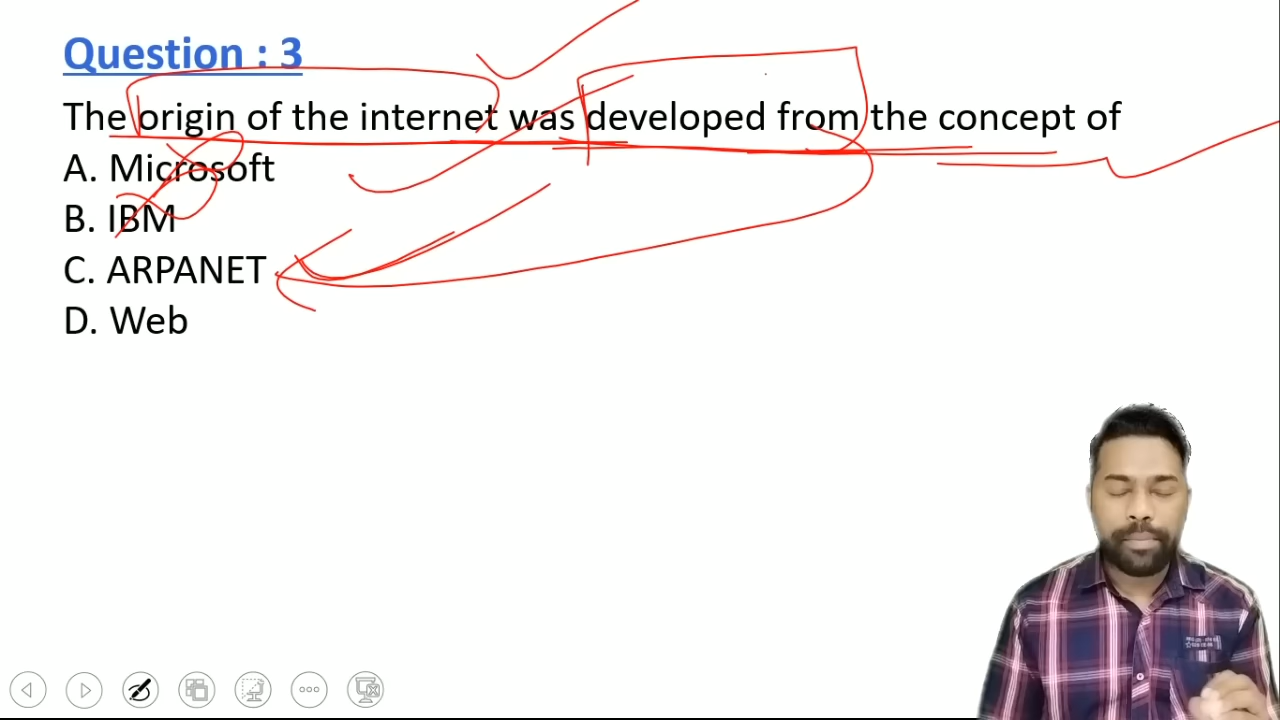 Question : 3
The origin of the internet was developed from the concept of
A. Microsoft
B. IBM
C. ARPANET
D. Web